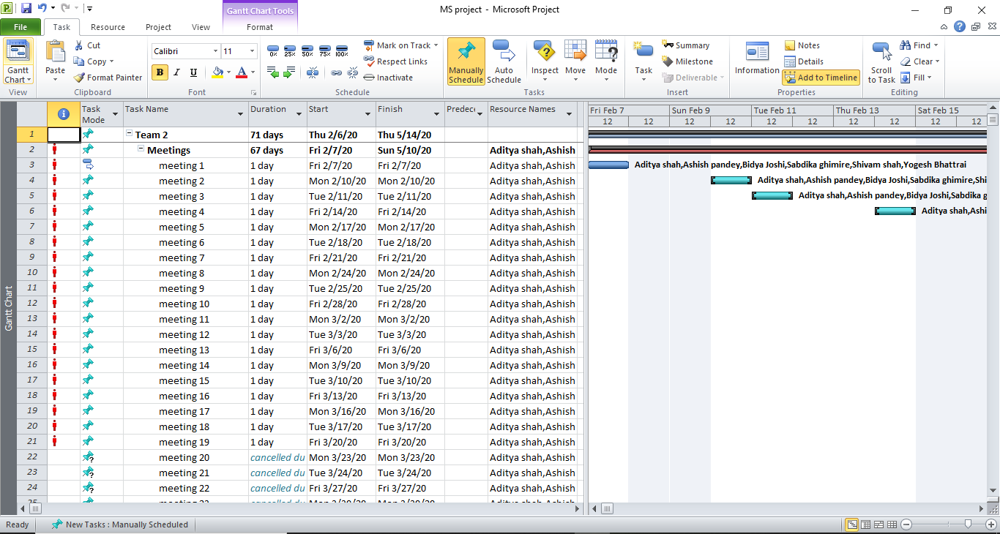 MS project - Microsoft Project
Gantt Chart Tools
File Task Resource Project View Format
Gantt Chart
Paste
Cut
Copy
Format Painter
Calibri 11
B I U A
0% 25% 50% 75% 100%
Mark on Track
Respect Links
Inactivate
Manually Schedule
Auto Schedule
Inspect Move Mode
Task
Summary
Milestone
Deliverable
Information
Notes
Details
Add to Timeline
Scroll to Task
Find
Clear
Fill
View Clipboard Font Schedule Tasks Insert Properties Editing
Task Mode Task Name Duration Start Finish Predec Resource Names
Fri Feb 7 Sun Feb 9 Tue Feb 11 Thu Feb 13 Sat Feb 15
12 12 12 12 12 12 12 12 12 12
1 Team 2 71 days Thu 2/6/20 Thu 5/14/20
2 Meetings 67 days Fri 2/7/20 Sun 5/10/20 Aditya shah,Ashish
3 meeting 1 1 day Fri 2/7/20 Fri 2/7/20 Aditya shah,Ashish pandey,Bidya Joshi,Sabdika ghimire,Shivam shah,Yogesh Bhattrai
4 meeting 2 1 day Mon 2/10/20 Mon 2/10/20 Aditya shah,Ashish Aditya shah,Ashish pandey,Bidya Joshi,Sabdika ghimire,Shi
5 meeting 3 1 day Tue 2/11/20 Tue 2/11/20 Aditya shah,Ashish Aditya shah,Ashish pandey,Bidya Joshi,Sabdika g
6 meeting 4 1 day Fri 2/14/20 Fri 2/14/20 Aditya shah,Ashish Aditya shah,Ashi
7 meeting 5 1 day Mon 2/17/20 Mon 2/17/20 Aditya shah,Ashish
8 meeting 6 1 day Tue 2/18/20 Tue 2/18/20 Aditya shah,Ashish
9 meeting 7 1 day Fri 2/21/20 Fri 2/21/20 Aditya shah,Ashish
10 meeting 8 1 day Mon 2/24/20 Mon 2/24/20 Aditya shah,Ashish
11 meeting 9 1 day Tue 2/25/20 Tue 2/25/20 Aditya shah,Ashish
12 meeting 10 1 day Fri 2/28/20 Fri 2/28/20 Aditya shah,Ashish
13 meeting 11 1 day Mon 3/2/20 Mon 3/2/20 Aditya shah,Ashish
14 meeting 12 1 day Tue 3/3/20 Tue 3/3/20 Aditya shah,Ashish
15 meeting 13 1 day Fri 3/6/20 Fri 3/6/20 Aditya shah,Ashish
16 meeting 14 1 day Mon 3/9/20 Mon 3/9/20 Aditya shah,Ashish
17 meeting 15 1 day Tue 3/10/20 Tue 3/10/20 Aditya shah,Ashish
18 meeting 16 1 day Fri 3/13/20 Fri 3/13/20 Aditya shah,Ashish
19 meeting 17 1 day Mon 3/16/20 Mon 3/16/20 Aditya shah,Ashish
20 meeting 18 1 day Tue 3/17/20 Tue 3/17/20 Aditya shah,Ashish
21 meeting 19 1 day Fri 3/20/20 Fri 3/20/20 Aditya shah,Ashish
22 meeting 20 cancelled du Mon 3/23/20 Mon 3/23/20 Aditya shah,Ashish
23 meeting 21 cancelled du Tue 3/24/20 Tue 3/24/20 Aditya shah,Ashish
24 meeting 22 cancelled du Fri 3/27/20 Fri 3/27/20 Aditya shah,Ashish
Gantt Chart
Ready New Tasks : Manually Scheduled